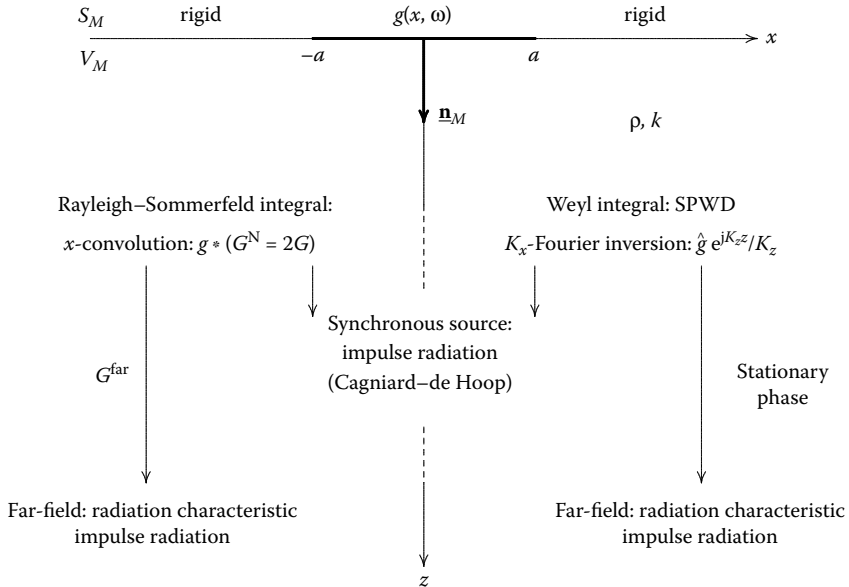 S_M rigid g(x, ω) rigid
x
V_M −a a
n_M
ρ, k
Rayleigh–Sommerfeld integral:
x-convolution: g * (G^N = 2G)
Weyl integral: SPWD
K_x-Fourier inversion: ĝ e^{jK_z z}/K_z
Synchronous source:
impulse radiation
(Cagniard–de Hoop)
G^far
Stationary
phase
Far-field: radiation characteristic
impulse radiation
Far-field: radiation characteristic
impulse radiation
z